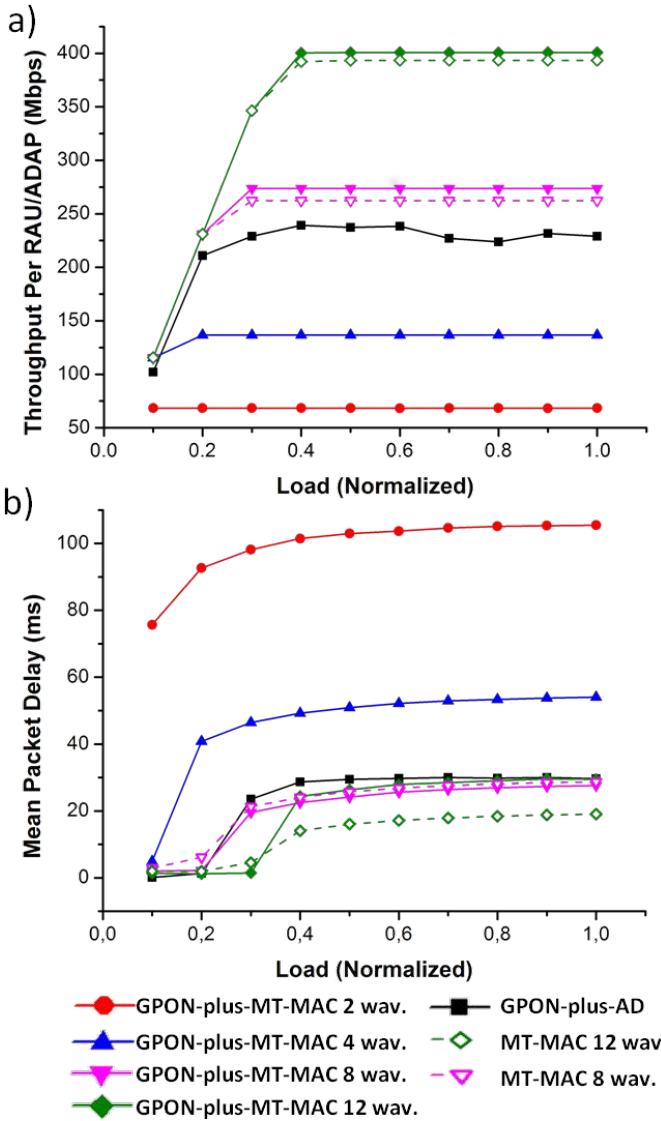 a)
Throughput Per RAU/ADAP (Mbps)
400
350
300
250
200
150
100
50
0.0 0.2 0.4 0.6 0.8 1.0
Load (Normalized)
b)
Mean Packet Delay (ms)
100
80
60
40
20
0
0,0 0,2 0,4 0,6 0,8 1,0
Load (Normalized)
GPON-plus-MT-MAC 2 wav. GPON-plus-AD
GPON-plus-MT-MAC 4 wav. MT-MAC 12 wav
GPON-plus-MT-MAC 8 wav. MT-MAC 8 wav.
GPON-plus-MT-MAC 12 wav.